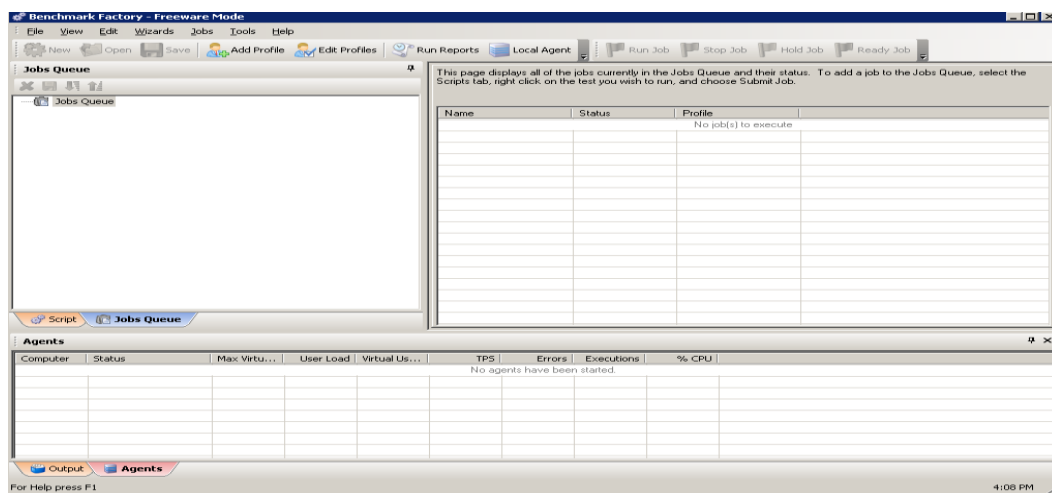 Benchmark Factory - Freeware Mode
File View Edit Wizards Jobs Tools Help
New Open Save Add Profile Edit Profiles Run Reports Local Agent Run Job Stop Job Hold Job Ready Job
Jobs Queue
Jobs Queue
This page displays all of the jobs currently in the Jobs Queue and their status. To add a job to the Jobs Queue, select the
Scripts tab, right click on the test you wish to run, and choose Submit Job.
Name Status Profile
No job(s) to execute
Script Jobs Queue
Agents
Computer Status Max Virtu... User Load Virtual Us... TPS Errors Executions % CPU
No agents have been started.
Output Agents
For Help press F1 4:08 PM